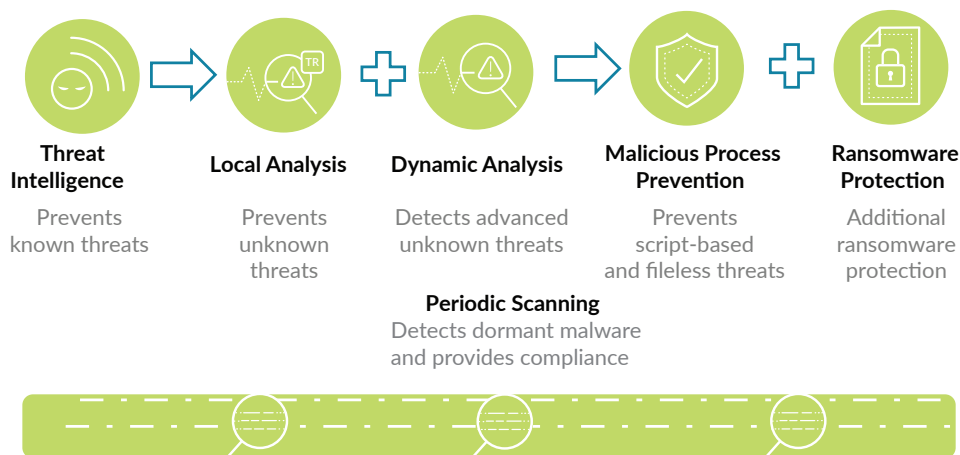 TR
Threat
Intelligence
Prevents
known threats
Local Analysis
Prevents
unknown
threats
Dynamic Analysis
Detects advanced
unknown threats
Malicious Process
Prevention
Prevents
script-based
and fileless threats
Ransomware
Protection
Additional
ransomware
protection
Periodic Scanning
Detects dormant malware
and provides compliance